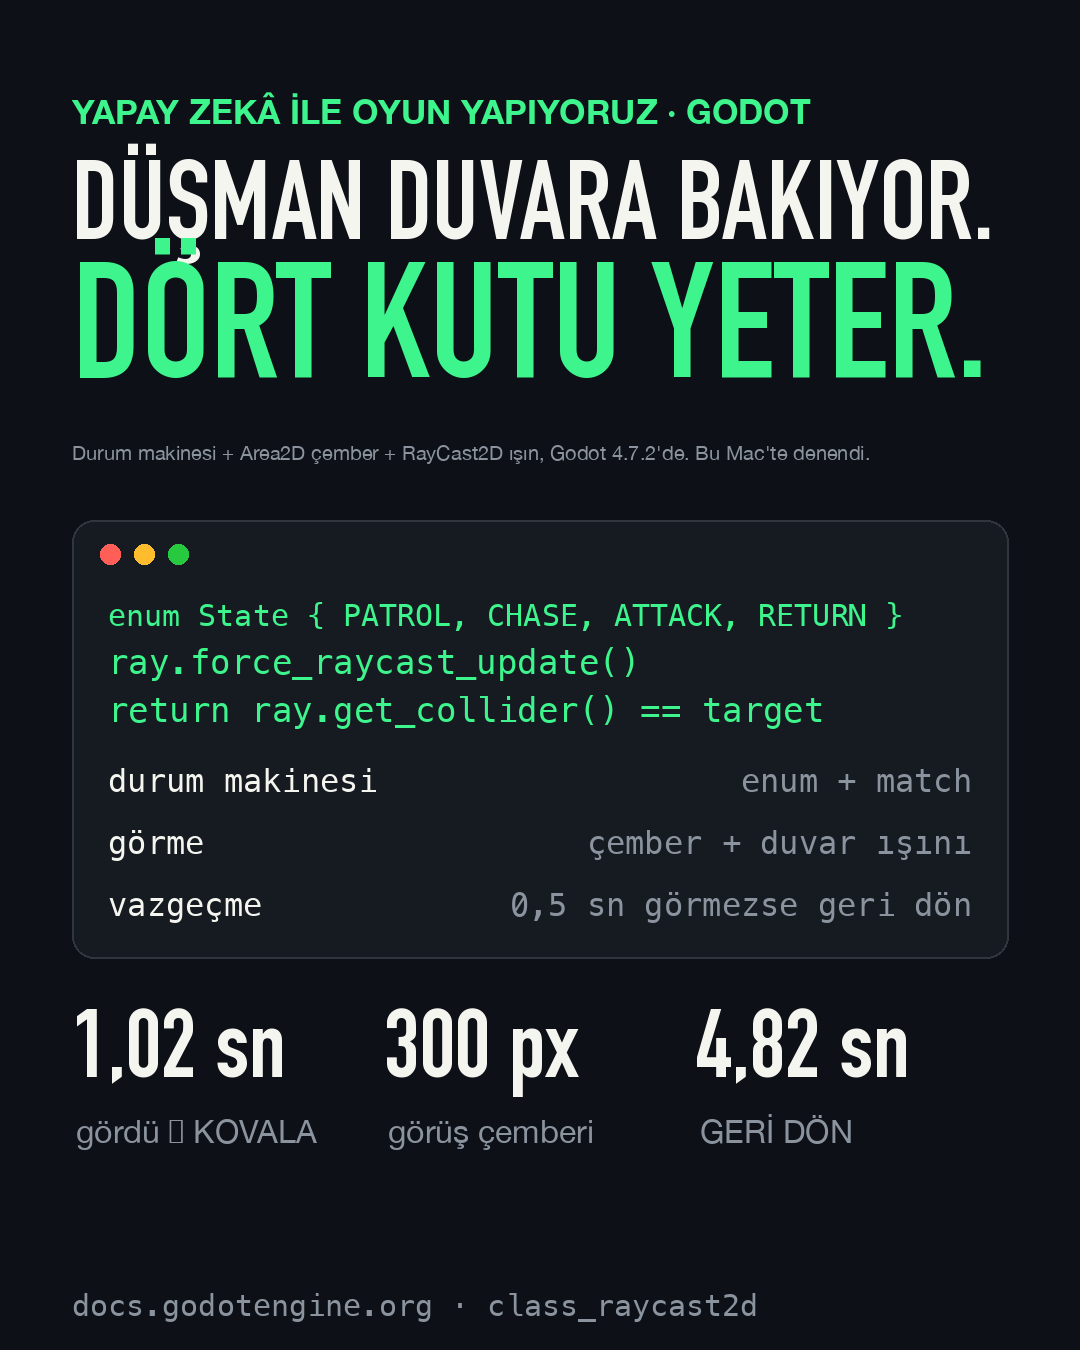 YAPAY ZEKÂ İLE OYUN YAPIYORUZ · GODOT
DÜŞMAN DUVARA BAKIYOR.
DÖRT KUTU YETER.
Durum makinesi + Area2D çember + RayCast2D ışın, Godot 4.7.2'de. Bu Mac'te denendi.
enum State { PATROL, CHASE, ATTACK, RETURN }
ray.force_raycast_update()
return ray.get_collider() == target
durum makinesi enum + match
görme çember + duvar ışını
vazgeçme 0,5 sn görmezse geri dön
1,02 sn 300 px 4,82 sn
gördü □ KOVALA görüş çemberi GERİ DÖN
docs.godotengine.org · class_raycast2d